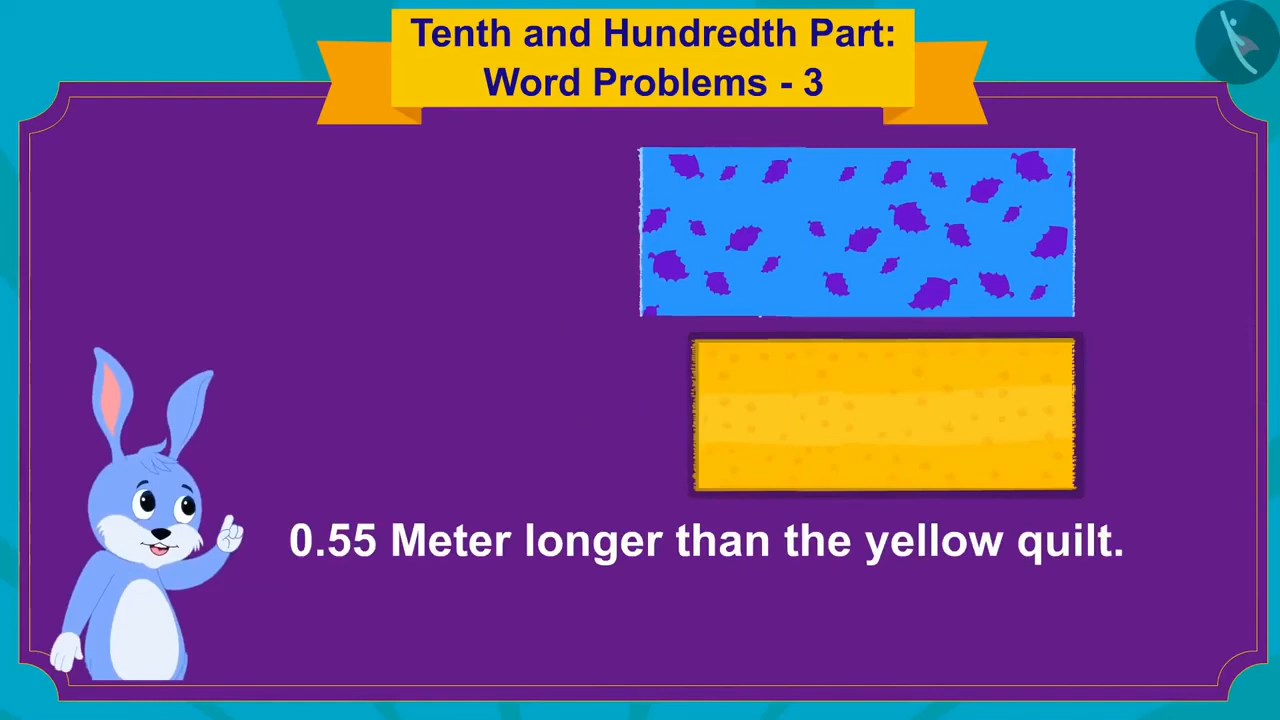 Tenth and Hundredth Part:
Word Problems - 3
0.55 Meter longer than the yellow quilt.